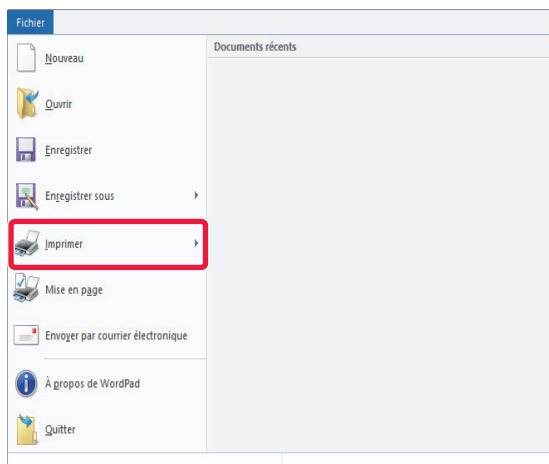 Fichier
Documents récents
Nouveau
Ouvrir
Enregistrer
Enregistrer sous
Imprimer
Mise en page
Envoyer par courrier électronique
À propos de WordPad
Quitter